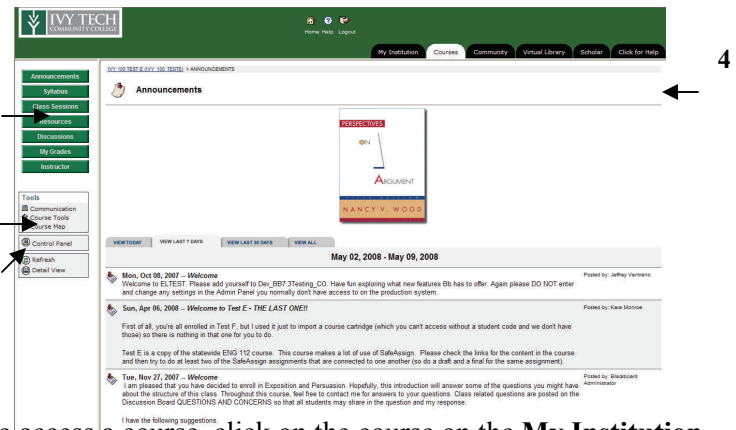 IVY TECH
COMMUNITY COLLEGE
Home Help Logout
My Institution Courses Community Virtual Library Scholar Click for Help
4
IVY 100 TEST E (IVY_100_TESTE) > ANNOUNCEMENTS
Announcements
Announcements
Syllabus
Class Sessions
Resources
Discussions
My Grades
Instructor
Tools
Communication
Course Tools
Course Map
Control Panel
Refresh
Detail View
PERSPECTIVES
ON
ARGUMENT
NANCY V. WOOD
VIEW TODAY VIEW LAST 7 DAYS VIEW LAST 30 DAYS VIEW ALL
May 02, 2008 - May 09, 2008
Mon, Oct 08, 2007 -- Welcome Posted by: Jeffrey Ventrano
Welcome to ELTEST. Please add yourself to Dev_BB7.3Testing_CO. Have fun exploring what new features Bb has to offer. Again please DO NOT enter
and change any settings in the Admin Panel you normally don't have access to on the production system.
Sun, Apr 06, 2008 -- Welcome to Test E - THE LAST ONE!! Posted by: Kara Monroe
First of all, you're all enrolled in Test F, but I used it just to import a course cartridge (which you can't access without a student code and we don't have
those) so there is nothing in that one for you to do.
Test E is a copy of the statewide ENG 112 course. This course makes a lot of use of SafeAssign. Please check the links for the content in the course
and then try to do at least two of the SafeAssign assignments that are connected to one another (so do a draft and a final for the same assignment).
Tue, Nov 27, 2007 -- Welcome Posted by: Blackboard Administrator
I am pleased that you have decided to enroll in Exposition and Persuasion. Hopefully, this introduction will answer some of the questions you might have
about the structure of this class. Throughout this course, feel free to contact me for answers to your questions. Class related questions are posted on the
Discussion Board QUESTIONS AND CONCERNS so that all students may share in the question and my response.
I have the following suggestions.
access a course, click on the course on the My Institution